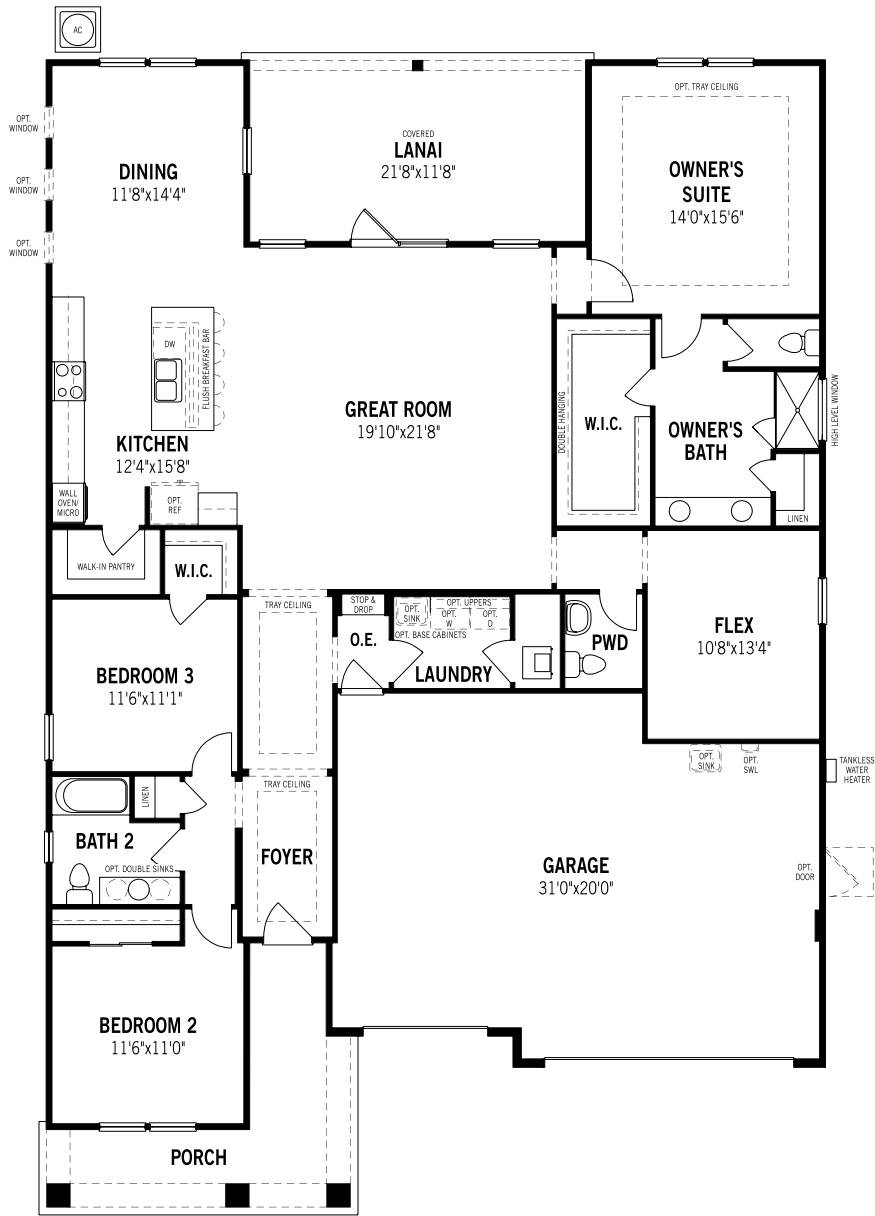 AC
OPT.
WINDOW
OPT.
WINDOW
OPT.
WINDOW
DINING
11'8"x14'4"
COVERED
LANAI
21'8"x11'8"
OPT. TRAY CEILING
OWNER'S
SUITE
14'0"x15'6"
DW
FLUSH BREAKFAST BAR
KITCHEN
12'4"x15'8"
WALL
OVEN/
MICRO
OPT.
REF
GREAT ROOM
19'10"x21'8"
DOUBLE HANGING
W.I.C.
OWNER'S
BATH
HIGH LEVEL WINDOW
LINEN
WALK-IN PANTRY
W.I.C.
TRAY CEILING
STOP &
DROP
O.E.
OPT.
SINK
OPT. UPPERS
OPT.
W
OPT.
D
OPT. BASE CABINETS
LAUNDRY
PWD
FLEX
10'8"x13'4"
BEDROOM 3
11'6"x11'1"
OPT.
SINK
OPT.
SWL
TANKLESS
WATER
HEATER
LINEN
TRAY CEILING
BATH 2
OPT. DOUBLE SINKS
FOYER
GARAGE
31'0"x20'0"
OPT.
DOOR
BEDROOM 2
11'6"x11'0"
PORCH